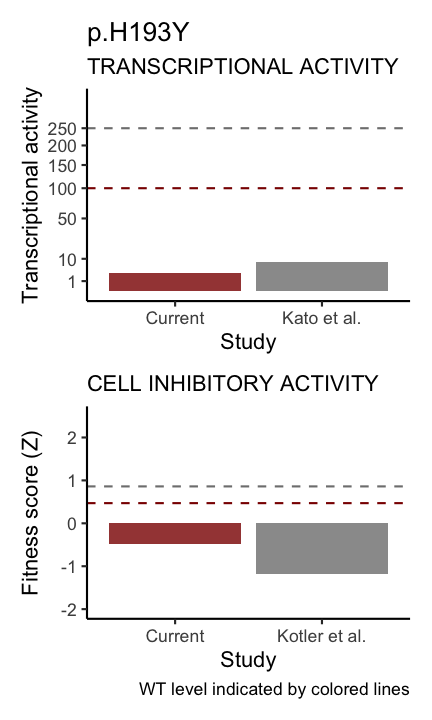 p.H193Y
TRANSCRIPTIONAL ACTIVITY
Transcriptional activity
250
200
150
100
50
10
1
Current
Kato et al.
Study
CELL INHIBITORY ACTIVITY
Fitness score (Z)
2
1
0
-1
-2
Current
Kotler et al.
Study
WT level indicated by colored lines